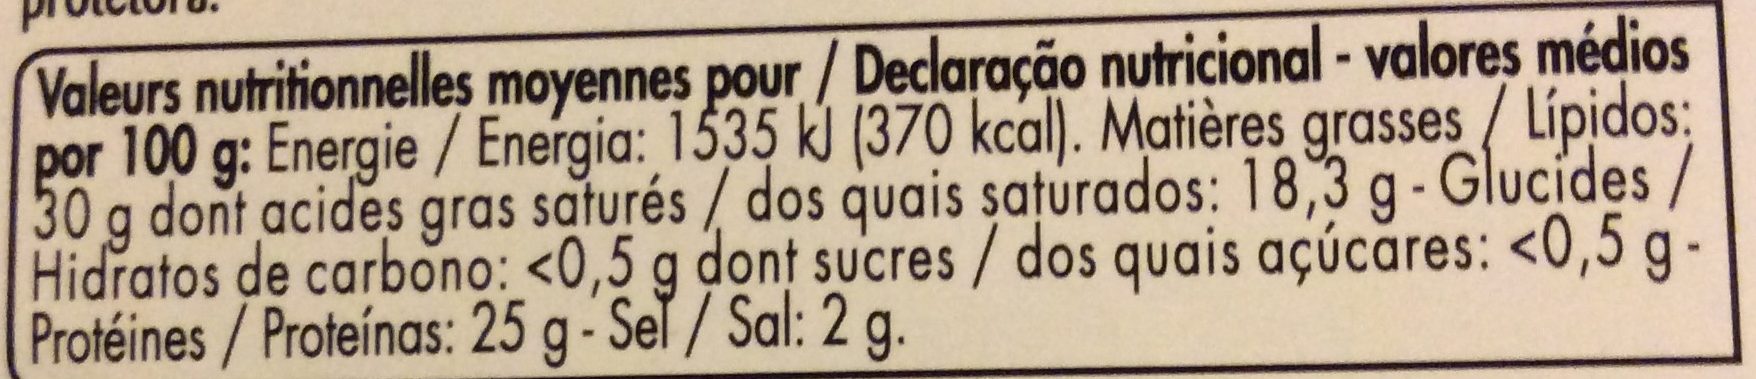 protetora.
Valeurs nutritionnelles moyennes pour / Declaração nutricional - valores médios
por 100 g: Energie / Energia: 1535 kJ (370 kcal). Matières grasses / Lípidos:
30 g dont acides gras saturés / dos quais saturados: 18,3 g - Glucides /
Hidratos de carbono: <0,5 g dont sucres / dos quais açúcares: <0,5 g -
Protéines / Proteínas: 25 g - Sel / Sal: 2 g.